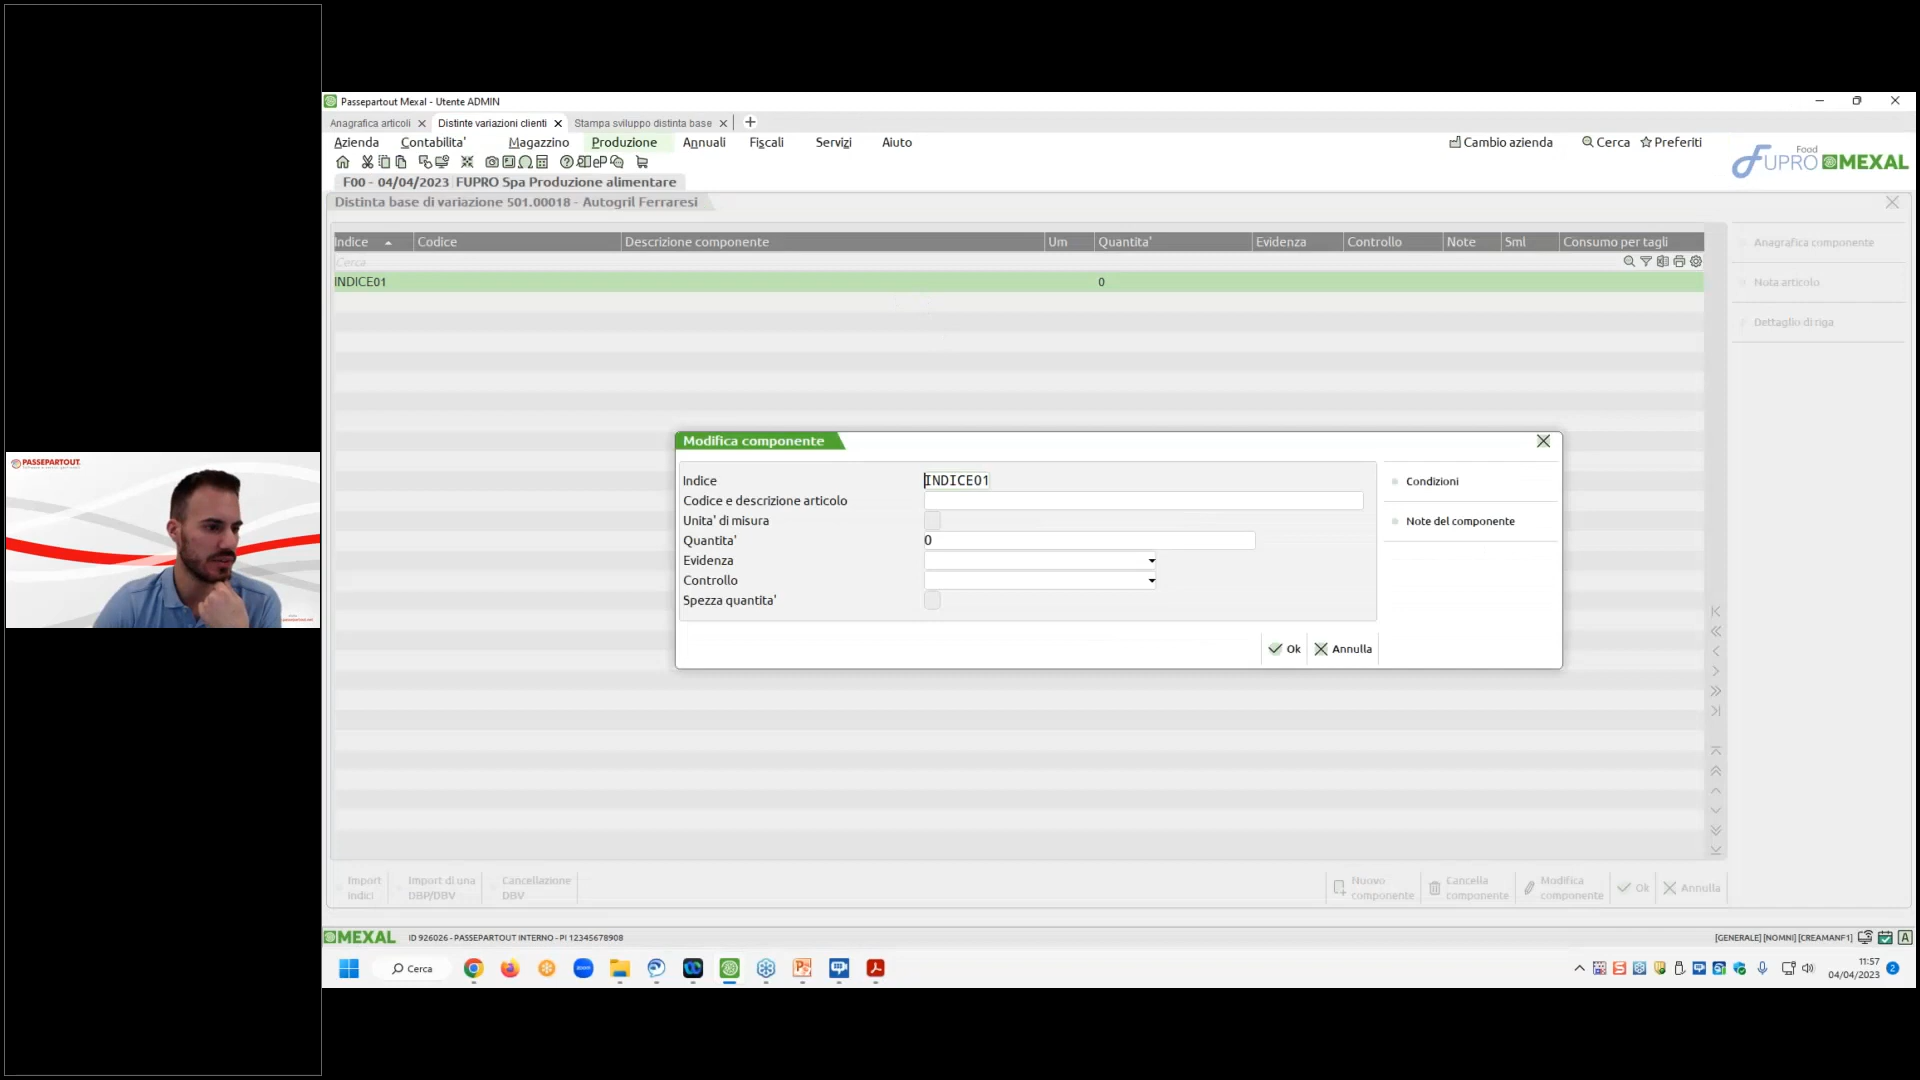 Passepartout Mexal - Utente ADMIN
Anagrafica articoli Distinte variazioni clienti Stampa sviluppo distinta base
Azienda Contabilita' Magazzino Produzione Annuali Fiscali Servizi Aiuto
Cambio azienda Cerca Preferiti
Food
FUPRO MEXAL
F00 - 04/04/2023 FUPRO Spa Produzione alimentare
Distinta base di variazione 501.00018 - Autogril Ferraresi
Indice Codice Descrizione componente Um Quantita' Evidenza Controllo Note Sml Consumo per tagli
Cerca
INDICE01 0
Anagrafica componente
Nota articolo
Dettaglio di riga
Modifica componente
Indice INDICE01
Codice e descrizione articolo
Unita' di misura
Quantita' 0
Evidenza
Controllo
Spezza quantita'
Condizioni
Note del componente
Ok Annulla
PASSEPARTOUT
Import indici
Import di una DBP/DBV
Cancellazione DBV
Nuovo componente
Cancella componente
Modifica componente
Ok Annulla
MEXAL ID 926026 - PASSEPARTOUT INTERNO - PI 12345678908
[GENERALE] [NOMNI] [CREAMANF1] A
Cerca
zoom
11:57
04/04/2023
2